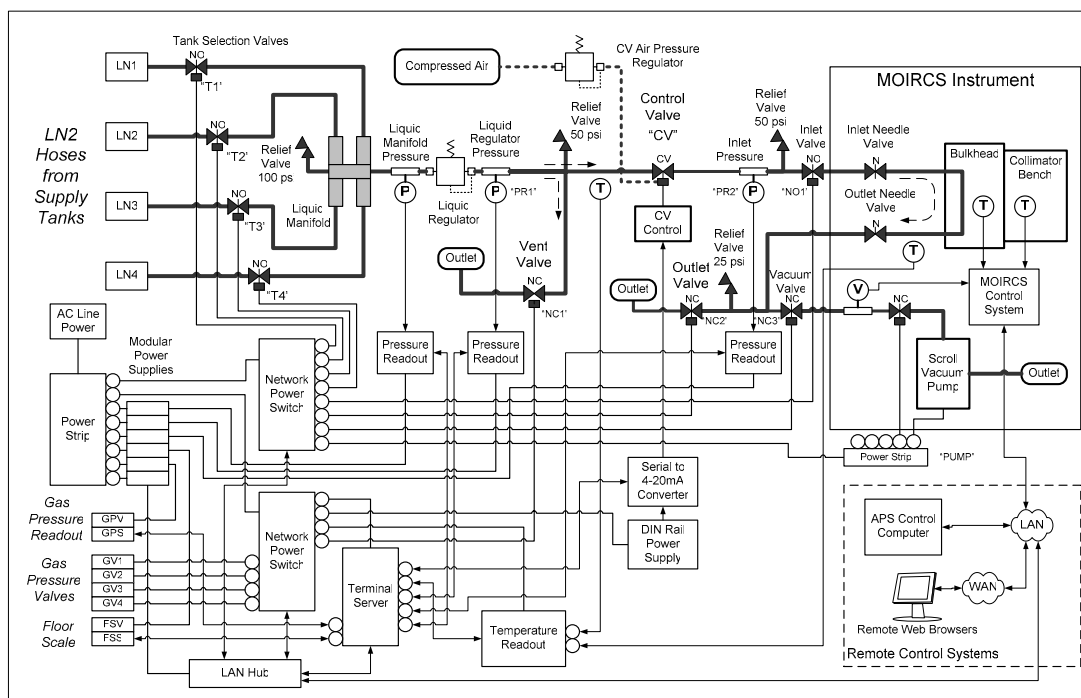 Tank Selection Valves
LN1
NO
"T1'
LN2
NO
'T2'
LN3
NO
"T3'
LN4
NO
"T4'
LN2
Hoses
from
Supply
Tanks
Relief
Valve
100 ps
Liquid
Manifold
Liquic
Manifold
Pressure
P
Liquid
Regulator
Liquid
Regulator
Pressure
P
"PR1'
Compressed Air
CV Air Pressure
Regulator
Relief
Valve
50 psi
T
Control
Valve
"CV"
CV
CV
Control
Inlet
Pressure
P
"PR2'
Relief
Valve
50 psi
Inlet
Valve
"NO1'
Inlet Needle
Valve
N
Outlet Needle
Valve
N
MOIRCS Instrument
Bulkhead
T
Collimator
Bench
T
T
MOIRCS
Control
System
Outlet
Vent
Valve
NC
"NC1'
Outlet
Outlet
Valve
NC
"NC2'
Relief
Valve
25 psi
Vacuum
Valve
NC
"NC3'
V
NC
Scroll
Vacuum
Pump
Outlet
Power Strip
"PUMP"
AC Line
Power
Modular
Power
Supplies
Power
Strip
Network
Power
Switch
Pressure
Readout
Pressure
Readout
Pressure
Readout
Serial to
4-20mA
Converter
DIN Rail
Power
Supply
Gas
Pressure
Readout
GPV
GPS
Gas
Pressure
Valves
GV1
GV2
GV3
GV4
Floor
Scale
FSV
FSS
Network
Power
Switch
Terminal
Server
Temperature
Readout
LAN Hub
APS Control
Computer
LAN
WAN
Remote Web Browsers
Remote Control Systems